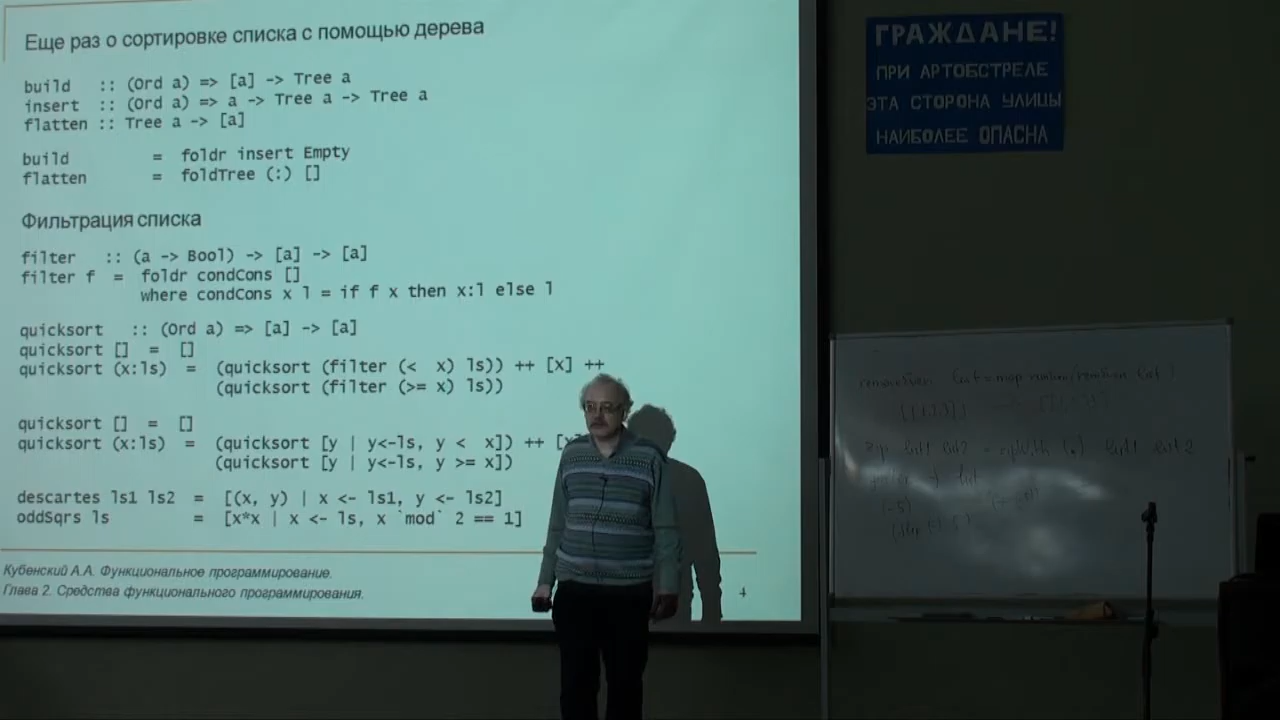 Еще раз о сортировке списка с помощью дерева
build :: (Ord a) => [a] -> Tree a
insert :: (Ord a) => a -> Tree a -> Tree a
flatten :: Tree a -> [a]
build = foldr insert Empty
flatten = foldTree (:) []
Фильтрация списка
filter :: (a -> Bool) -> [a] -> [a]
filter f = foldr condCons []
where condCons x l = if f x then x:l else l
quicksort :: (Ord a) => [a] -> [a]
quicksort [] = []
quicksort (x:ls) = (quicksort (filter (< x) ls)) ++ [x] ++
(quicksort (filter (>= x) ls))
quicksort [] = []
quicksort (x:ls) = (quicksort [y | y<-ls, y < x]) ++
(quicksort [y | y<-ls, y >= x])
descartes ls1 ls2 = [(x, y) | x <- ls1, y <- ls2]
oddSqrs ls = [x*x | x <- ls, x `mod` 2 == 1]
Кубенский А.А. Функциональное программирование.
Глава 2. Средства функционального программирования.
4
ГРАЖДАНЕ!
ПРИ АРТОБСТРЕЛЕ
ЭТА СТОРОНА УЛИЦЫ
НАИБОЛЕЕ ОПАСНА